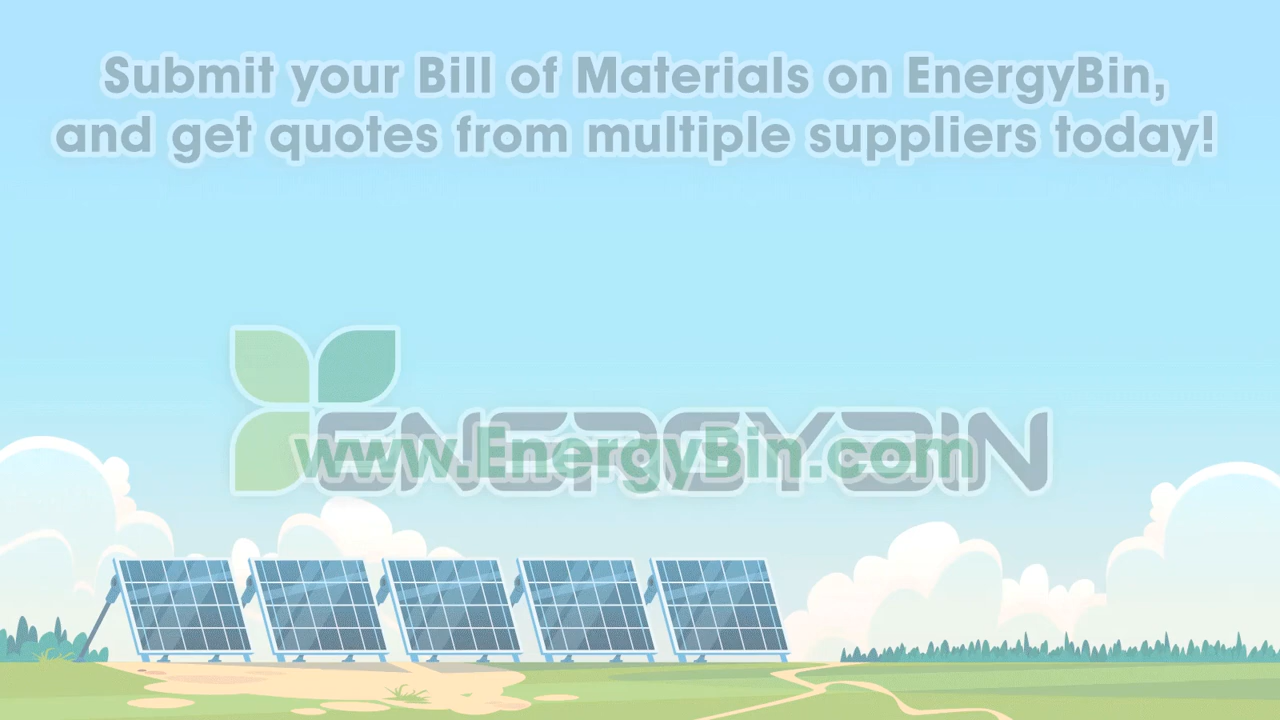 Submit your Bill of Materials on EnergyBin,
and get quotes from multiple suppliers today!
ENERGYBIN
www.EnergyBin.com